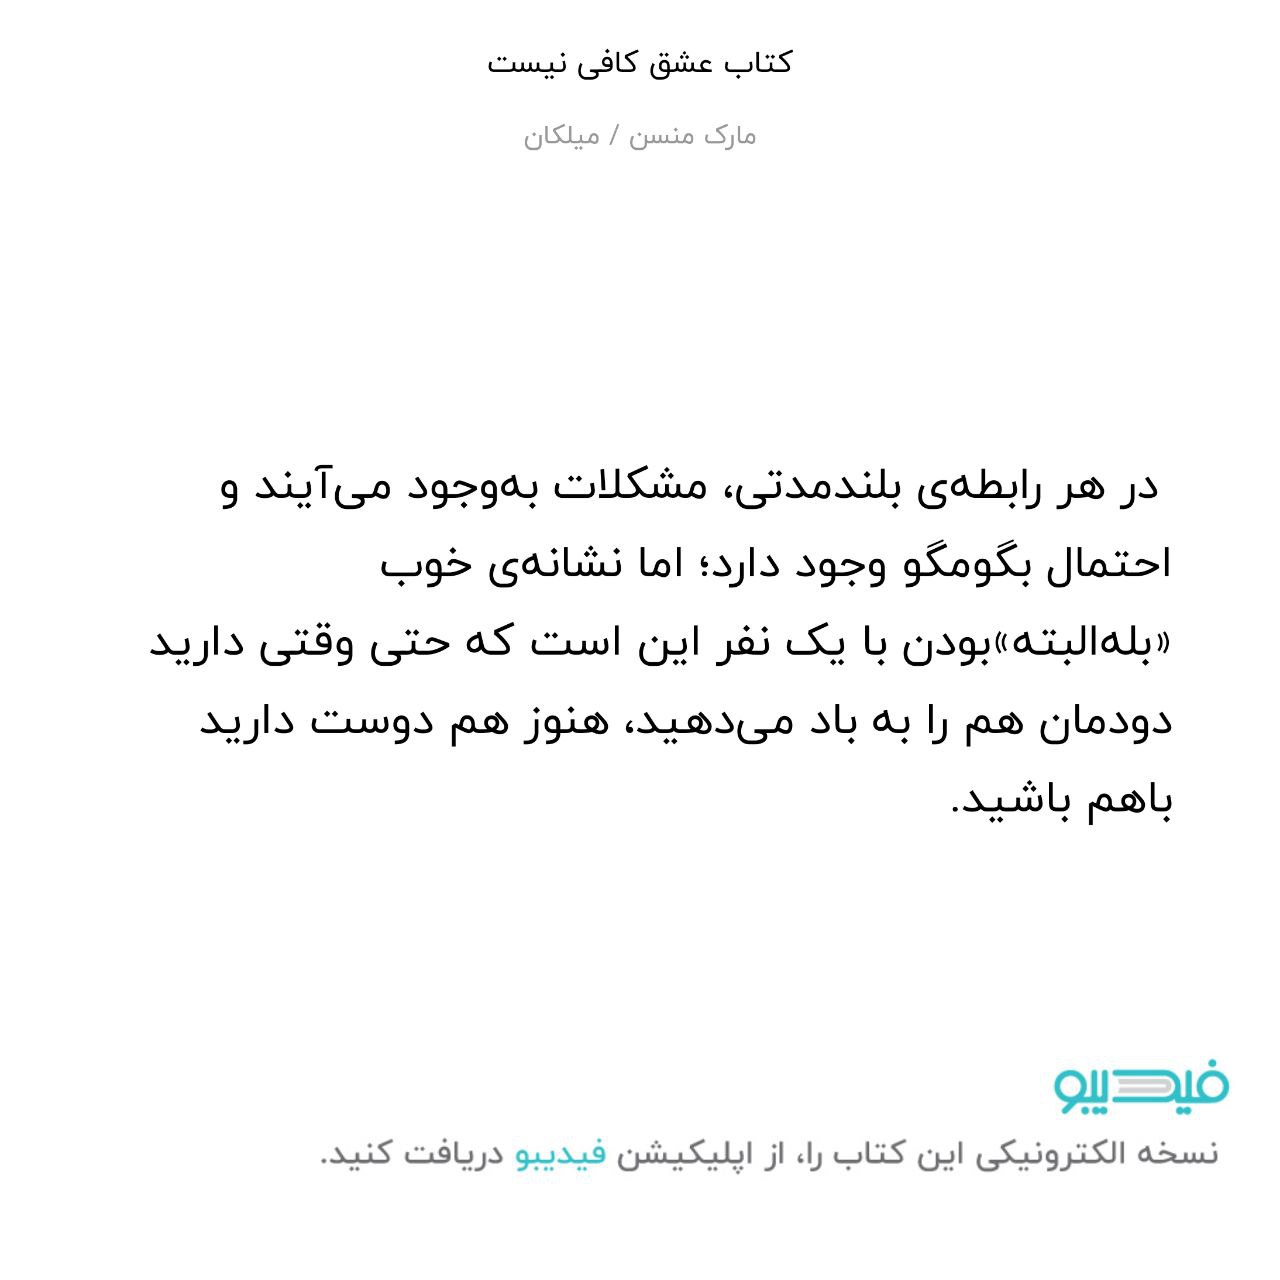 کتاب عشق کافی نیست
مارک منسن / میلکان
در هر رابطه‌ی بلندمدتی، مشکلات به‌وجود می‌آیند و
احتمال بگومگو وجود دارد؛ اما نشانه‌ی خوب
«بله‌البته»بودن با یک نفر این است که حتی وقتی دارید
دودمان هم را به باد می‌دهید، هنوز هم دوست دارید
باهم باشید.
فیدیبو
نسخه الکترونیکی این کتاب را، از اپلیکیشن فیدیبو دریافت کنید.